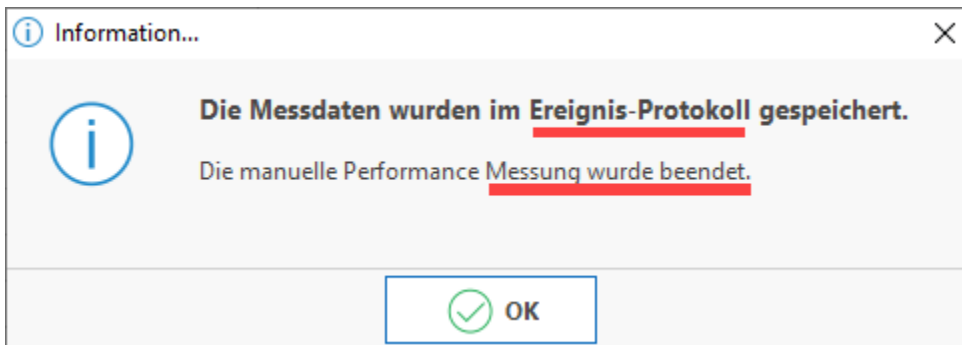 Information...
Die Messdaten wurden im Ereignis-Protokoll gespeichert.
Die manuelle Performance Messung wurde beendet.
OK